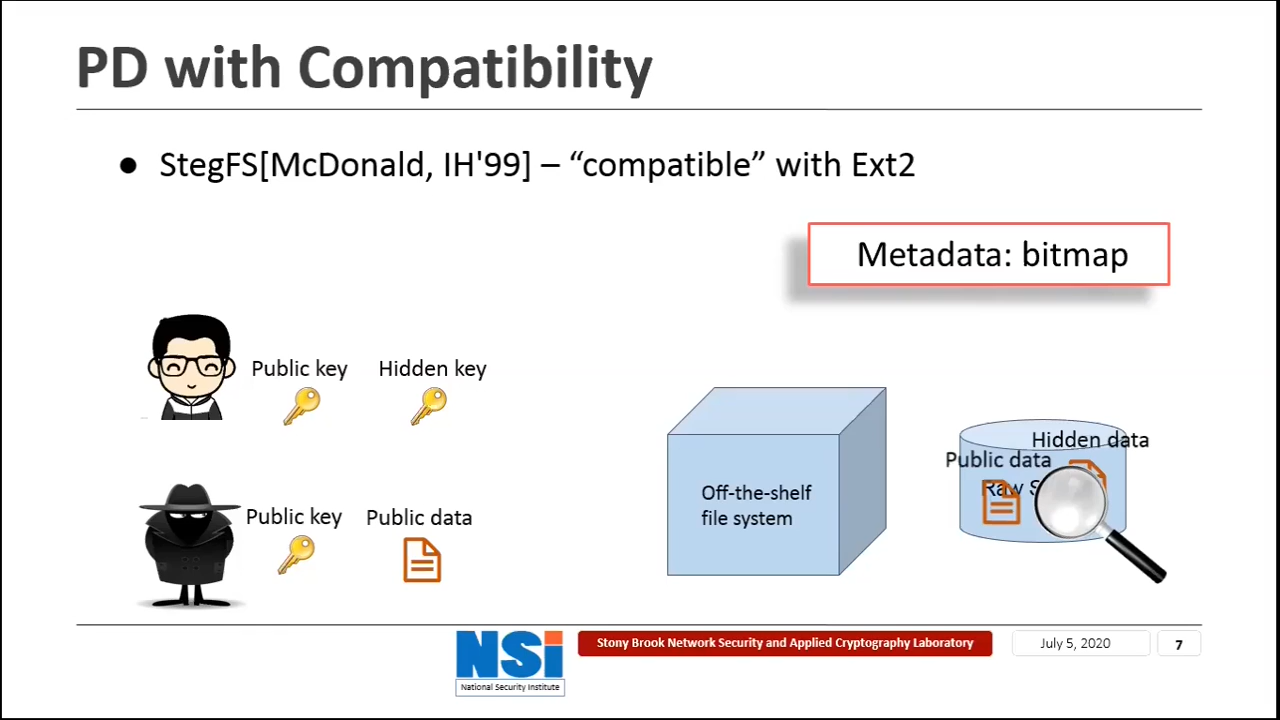 PD with Compatibility
● StegFS[McDonald, IH'99] – “compatible” with Ext2
Metadata: bitmap
Public key
Hidden key
Hidden data
Public data
Raw S
Off-the-shelf
file system
Public key
Public data
NSi
National Security Institute
Stony Brook Network Security and Applied Cryptography Laboratory
July 5, 2020
7